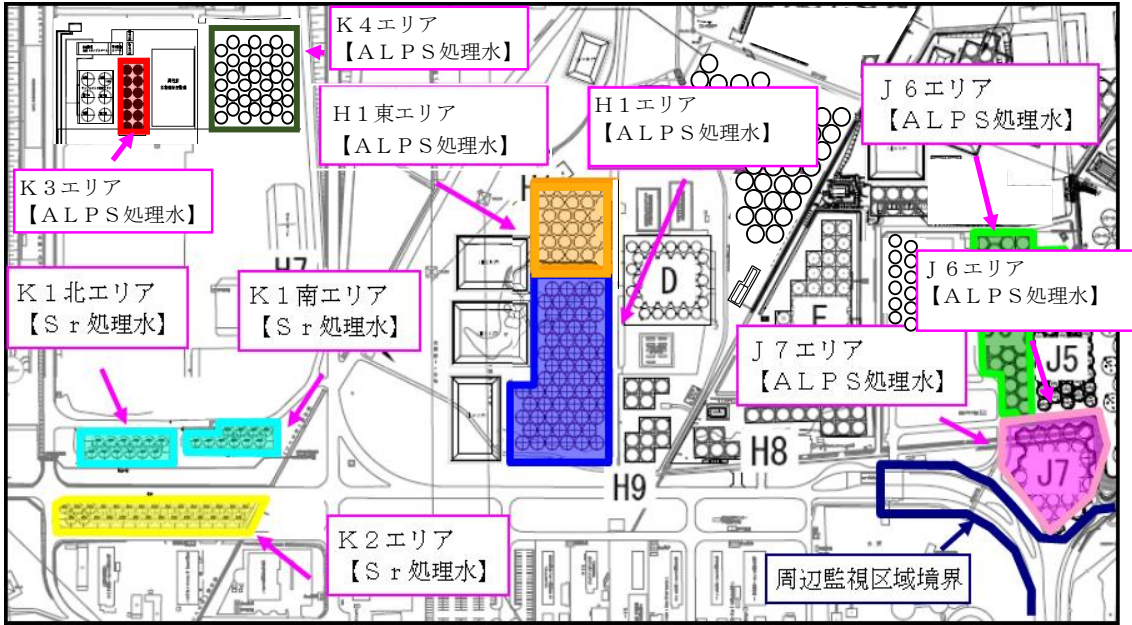 K4エリア
【ALPS処理水】
H1東エリア
【ALPS処理水】
H1エリア
【ALPS処理水】
J6エリア
【ALPS処理水】
K3エリア
【ALPS処理水】
K1北エリア
【Sr処理水】
K1南エリア
【Sr処理水】
H7
D
J6エリア
【ALPS処理水】
J7エリア
【ALPS処理水】
J5
H8
J7
H9
K2エリア
【Sr処理水】
周辺監視区域境界